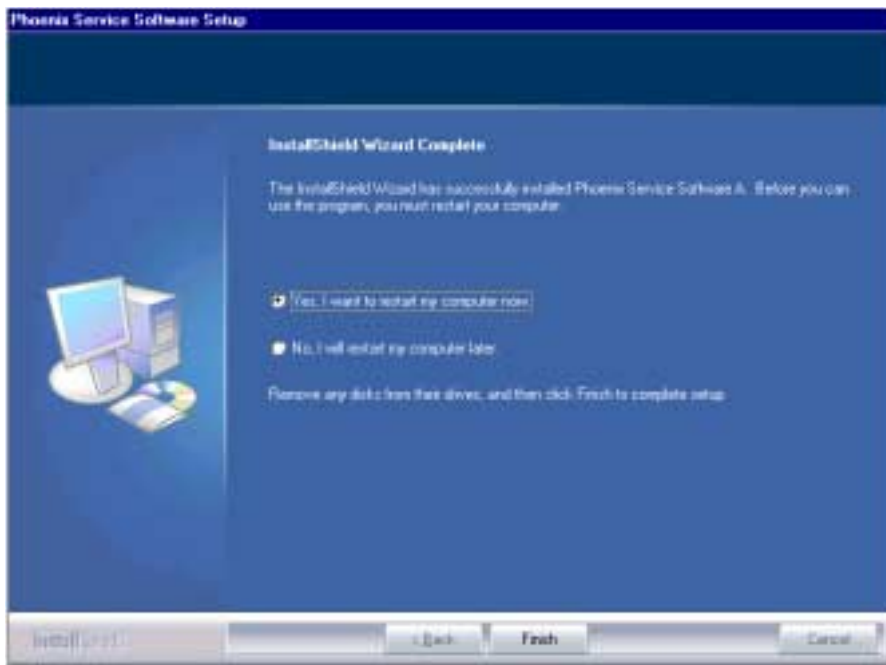 Phoenix Service Software Setup
InstallShield Wizard Complete
The InstallShield Wizard has successfully installed Phoenix Service Software A. Before you can
use the program, you must restart your computer.
Yes, I want to restart my computer now.
No, I will restart my computer later.
Remove any disks from their drives, and then click Finish to complete setup.
InstallShield
< Back
Finish
Cancel